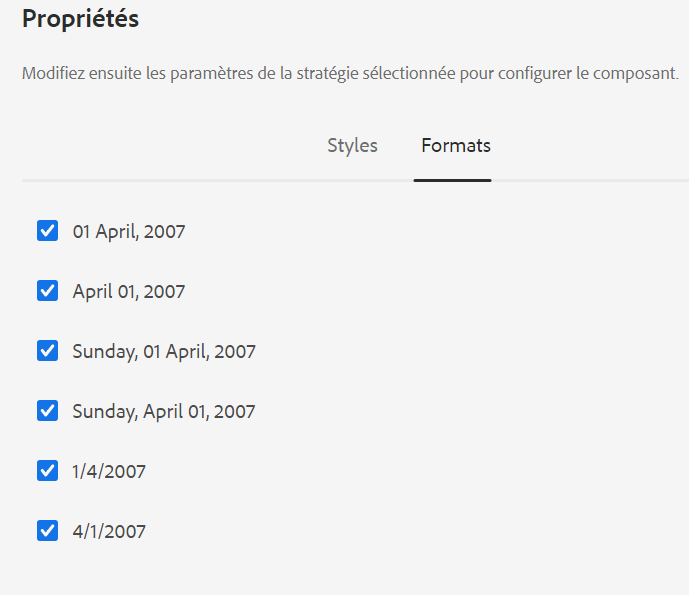 Propriétés
Modifiez ensuite les paramètres de la stratégie sélectionnée pour configurer le composant.
Styles Formats
01 April, 2007
April 01, 2007
Sunday, 01 April, 2007
Sunday, April 01, 2007
1/4/2007
4/1/2007